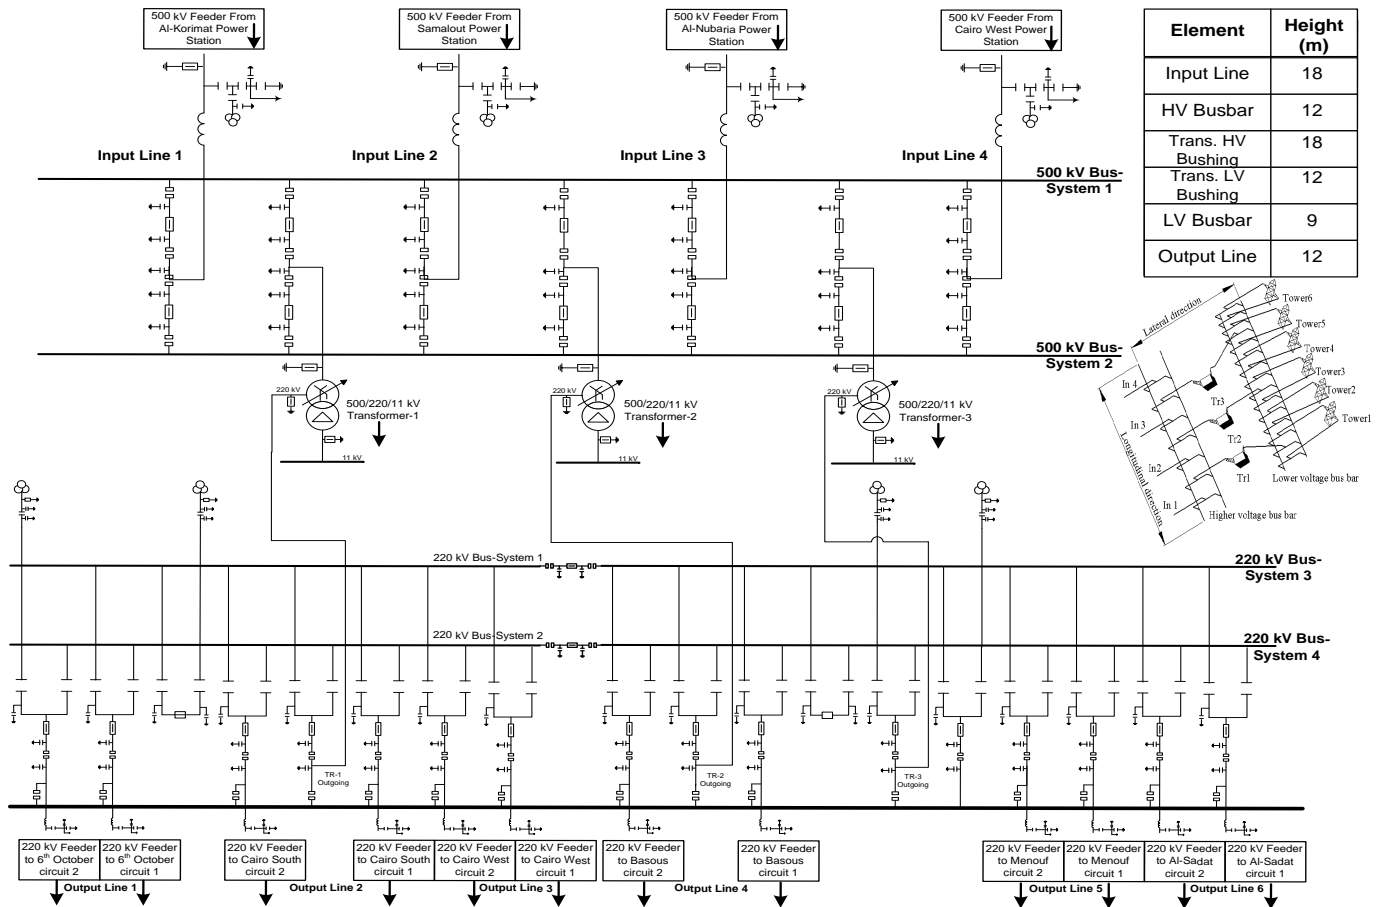 500 kV Feeder From
Al-Korimat Power
Station
500 kV Feeder From
Samalout Power
Station
500 kV Feeder From
Al-Nubaria Power
Station
500 kV Feeder From
Cairo West Power
Station
Element
Height
(m)
Input Line
18
HV Busbar
12
Trans. HV
Bushing
18
Trans. LV
Bushing
12
LV Busbar
9
Output Line
12
Input Line 1
Input Line 2
Input Line 3
Input Line 4
500 kV Bus-
System 1
500 kV Bus-
System 2
Lateral direction
Longitudinal direction
Tower6
Tower5
Tower4
Tower3
Tower2
Tower1
In 4
In 3
In2
In 1
Tr3
Tr2
Tr1
Lower voltage bus bar
Higher voltage bus bar
220 kV
500/220/11 kV
Transformer-1
11 kV
220 kV
500/220/11 kV
Transformer-2
11 kV
220 kV
500/220/11 kV
Transformer-3
11 kV
220 kV Bus-System 1
220 kV Bus-
System 3
220 kV Bus-System 2
220 kV Bus-
System 4
TR-1
Outgoing
TR-2
Outgoing
TR-3
Outgoing
220 kV Feeder
to 6th October
circuit 2
220 kV Feeder
to 6th October
circuit 1
220 kV Feeder
to Cairo South
circuit 2
220 kV Feeder
to Cairo South
circuit 1
220 kV Feeder
to Cairo West
circuit 2
220 kV Feeder
to Cairo West
circuit 1
220 kV Feeder
to Basous
circuit 2
220 kV Feeder
to Basous
circuit 1
220 kV Feeder
to Menouf
circuit 2
220 kV Feeder
to Menouf
circuit 1
220 kV Feeder
to Al-Sadat
circuit 2
220 kV Feeder
to Al-Sadat
circuit 1
Output Line 1
Output Line 2
Output Line 3
Output Line 4
Output Line 5
Output Line 6